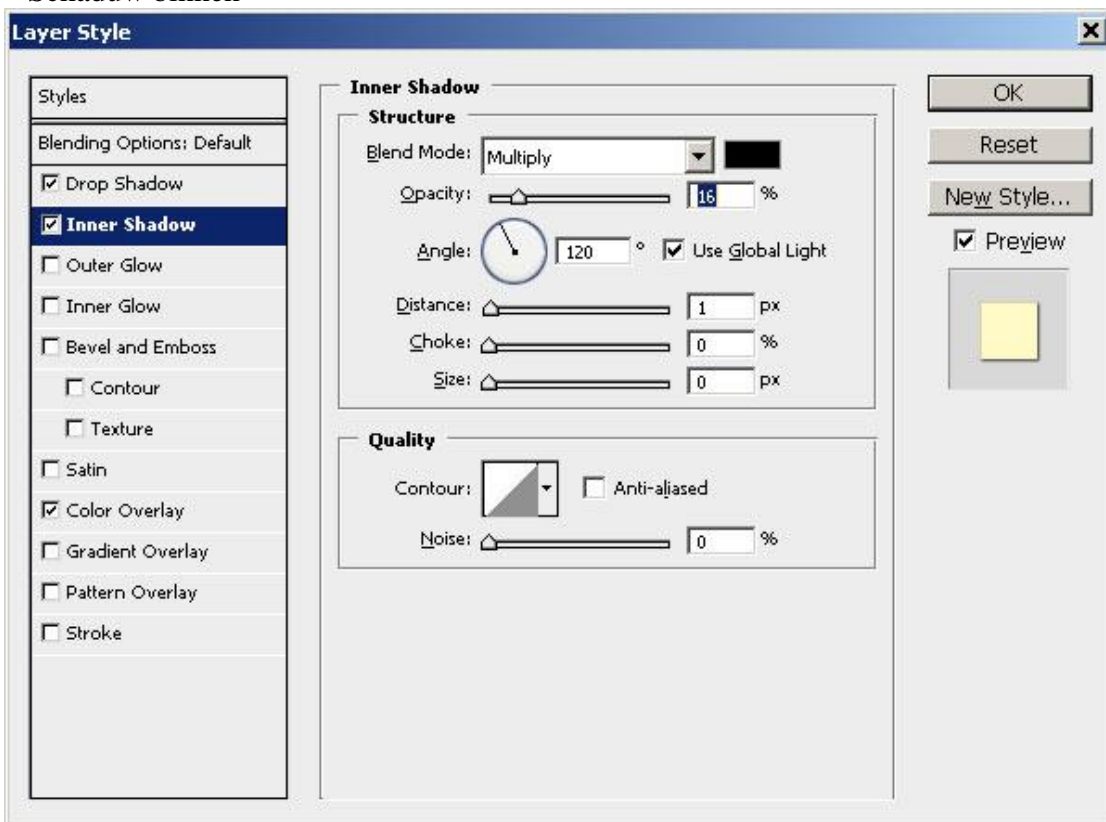 Layer Style
Styles
Blending Options: Default
Drop Shadow
Inner Shadow
Outer Glow
Inner Glow
Bevel and Emboss
Contour
Texture
Satin
Color Overlay
Gradient Overlay
Pattern Overlay
Stroke
Inner Shadow
Structure
Blend Mode: Multiply
Opacity: 16 %
Angle: 120 ° Use Global Light
Distance: 1 px
Choke: 0 %
Size: 0 px
Quality
Contour: Anti-aliased
Noise: 0 %
OK
Reset
New Style...
Preview